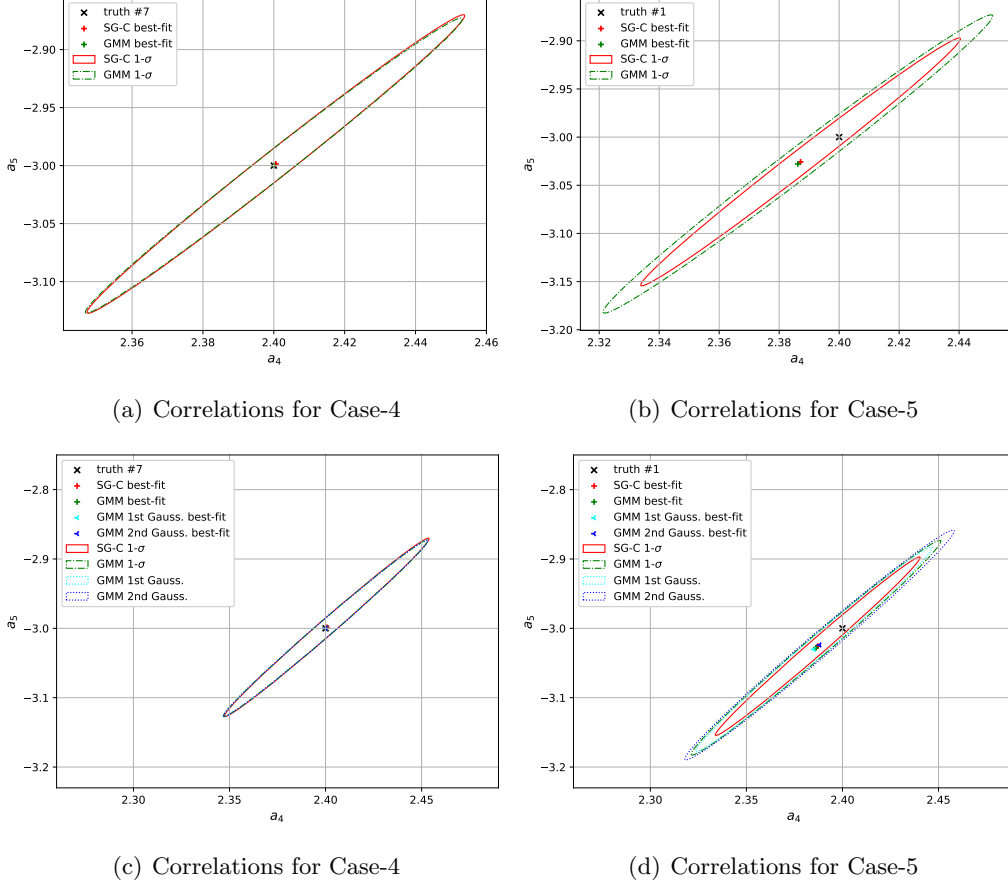 truth #7
SG-C best-fit
GMM best-fit
SG-C 1-σ
GMM 1-σ
−2.90
−2.95
−3.00
−3.05
−3.10
a5
2.36
2.38
2.40
2.42
2.44
2.46
a4
(a) Correlations for Case-4
truth #1
SG-C best-fit
GMM best-fit
SG-C 1-σ
GMM 1-σ
−2.90
−2.95
−3.00
−3.05
−3.10
−3.15
−3.20
a5
2.32
2.34
2.36
2.38
2.40
2.42
2.44
a4
(b) Correlations for Case-5
truth #7
SG-C best-fit
GMM best-fit
GMM 1st Gauss. best-fit
GMM 2nd Gauss. best-fit
SG-C 1-σ
GMM 1-σ
GMM 1st Gauss.
GMM 2nd Gauss.
−2.8
−2.9
−3.0
−3.1
−3.2
a5
2.30
2.35
2.40
2.45
a4
(c) Correlations for Case-4
truth #1
SG-C best-fit
GMM best-fit
GMM 1st Gauss. best-fit
GMM 2nd Gauss. best-fit
SG-C 1-σ
GMM 1-σ
GMM 1st Gauss.
GMM 2nd Gauss.
−2.8
−2.9
−3.0
−3.1
−3.2
a5
2.30
2.35
2.40
2.45
a4
(d) Correlations for Case-5